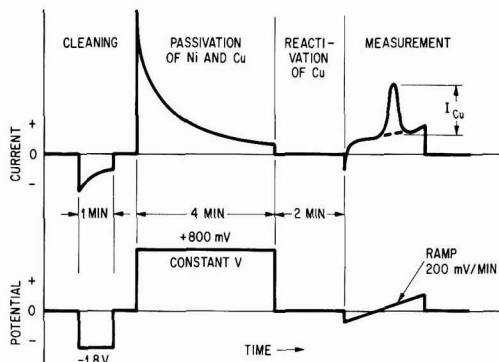 CLEANING
PASSIVATION
OF Ni AND Cu
REACTI-
VATION
OF Cu
MEASUREMENT
I Cu
CURRENT
+
0
–
1 MIN
4 MIN
2 MIN
+800 mV
CONSTANT V
RAMP
200 mV/MIN
POTENTIAL
+
0
–
-1.8V
TIME →